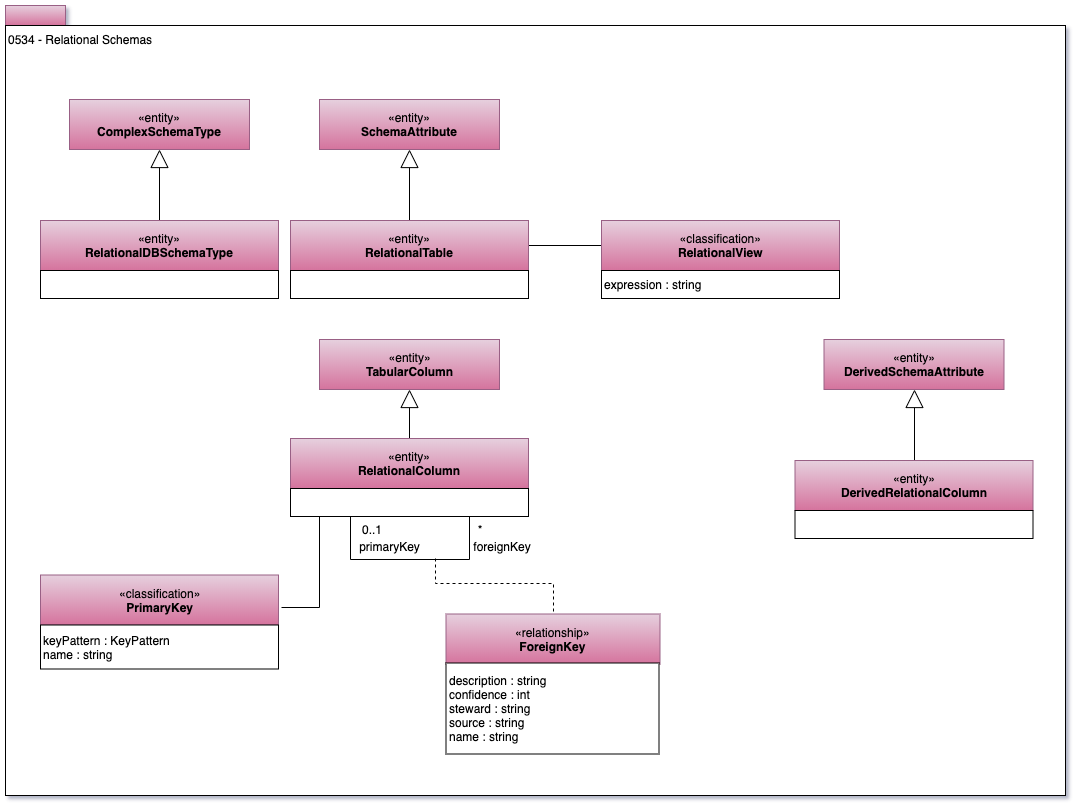 0534 - Relational Schemas
«entity»
ComplexSchemaType
«entity»
SchemaAttribute
«entity»
RelationalDBSchemaType
«entity»
RelationalTable
«classification»
RelationalView
expression : string
«entity»
TabularColumn
«entity»
DerivedSchemaAttribute
«entity»
RelationalColumn
«entity»
DerivedRelationalColumn
0..1
*
primaryKey
foreignKey
«classification»
PrimaryKey
keyPattern : KeyPattern
name : string
«relationship»
ForeignKey
description : string
confidence : int
steward : string
source : string
name : string